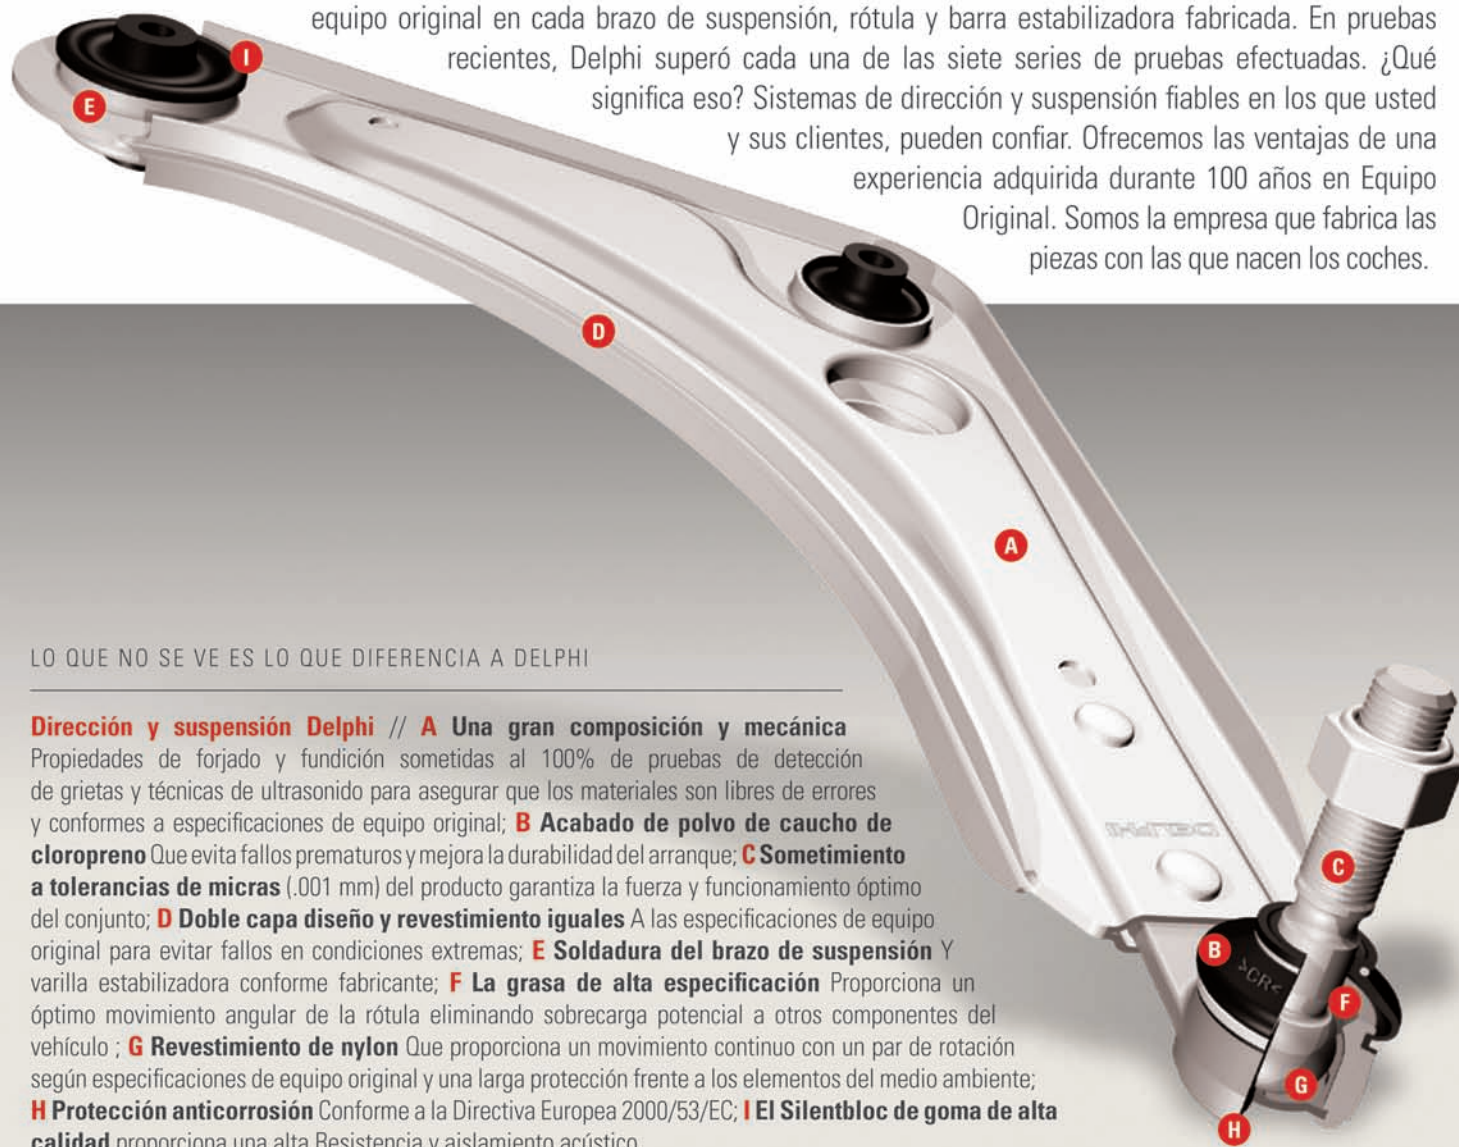 equipo original en cada brazo de suspensión, rótula y barra estabilizadora fabricada. En pruebas
recientes, Delphi superó cada una de las siete series de pruebas efectuadas. ¿Qué
significa eso? Sistemas de dirección y suspensión fiables en los que usted
y sus clientes, pueden confiar. Ofrecemos las ventajas de una
experiencia adquirida durante 100 años en Equipo
Original. Somos la empresa que fabrica las
piezas con las que nacen los coches.
I
E
D
A
LO QUE NO SE VE ES LO QUE DIFERENCIA A DELPHI
Dirección y suspensión Delphi // A Una gran composición y mecánica
Propiedades de forjado y fundición sometidas al 100% de pruebas de detección
de grietas y técnicas de ultrasonido para asegurar que los materiales son libres de errores
y conformes a especificaciones de equipo original; B Acabado de polvo de caucho de
cloropreno Que evita fallos prematuros y mejora la durabilidad del arranque; C Sometimiento
a tolerancias de micras (.001 mm) del producto garantiza la fuerza y funcionamiento óptimo
del conjunto; D Doble capa diseño y revestimiento iguales A las especificaciones de equipo
original para evitar fallos en condiciones extremas; E Soldadura del brazo de suspensión Y
varilla estabilizadora conforme fabricante; F La grasa de alta especificación Proporciona un
óptimo movimiento angular de la rótula eliminando sobrecarga potencial a otros componentes del
vehículo ; G Revestimiento de nylon Que proporciona un movimiento continuo con un par de rotación
según especificaciones de equipo original y una larga protección frente a los elementos del medio ambiente;
H Protección anticorrosión Conforme a la Directiva Europea 2000/53/EC; I El Silentbloc de goma de alta
calidad proporciona una alta Resistencia y aislamiento acústico
DELPHI
C
B
>CR<
F
G
H